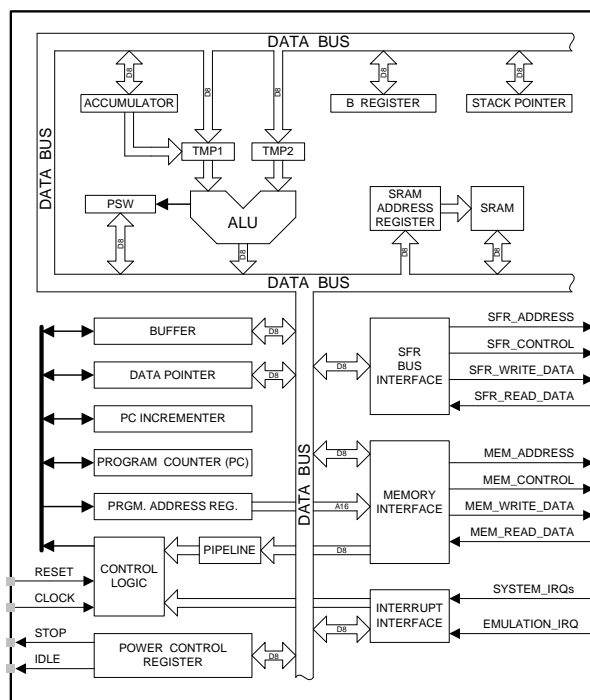 DATA BUS
D8
D8
D8
D8
D8
ACCUMULATOR
B REGISTER
STACK POINTER
DATA BUS
TMP1
TMP2
PSW
ALU
SRAM
ADDRESS
REGISTER
SRAM
D8
D8
D8
D8
DATA BUS
BUFFER
D8
DATA POINTER
D8
PC INCREMENTER
PROGRAM COUNTER (PC)
PRGM. ADDRESS REG.
A16
DATA BUS
D8
SFR
BUS
INTERFACE
SFR_ADDRESS
SFR_CONTROL
SFR_WRITE_DATA
SFR_READ_DATA
D8
MEMORY
INTERFACE
MEM_ADDRESS
MEM_CONTROL
MEM_WRITE_DATA
MEM_READ_DATA
CONTROL
LOGIC
PIPELINE
D8
RESET
CLOCK
INTERRUPT
INTERFACE
D8
SYSTEM_IRQs
EMULATION_IRQ
STOP
IDLE
POWER CONTROL
REGISTER
D8